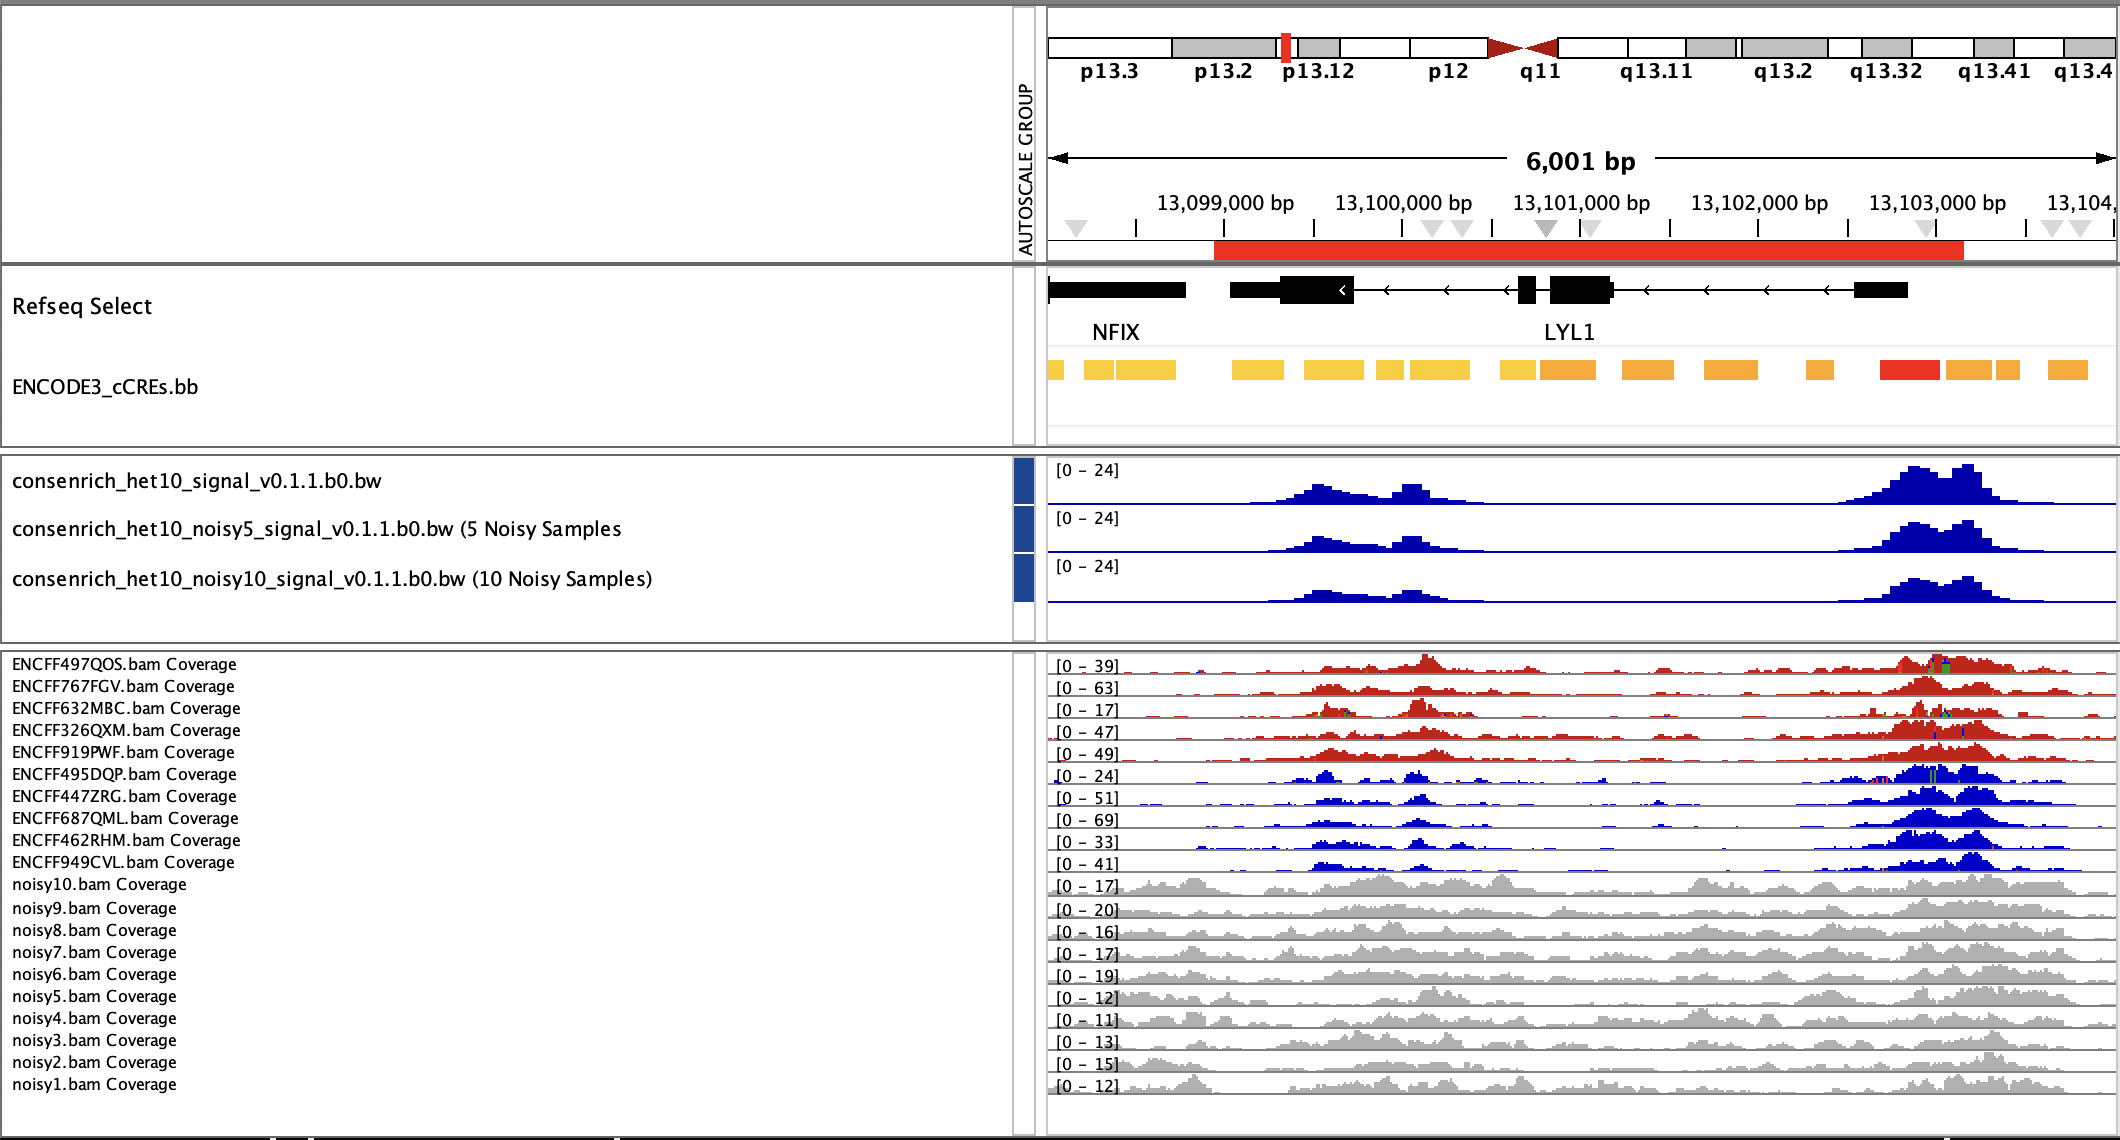 p13.3 p13.2 p13.12 p12 q11 q13.11 q13.2 q13.32 q13.41 q13.4
AUTOSCALE GROUP
6,001 bp
13,099,000 bp 13,100,000 bp 13,101,000 bp 13,102,000 bp 13,103,000 bp 13,104,
Refseq Select
NFIX LYL1
ENCODE3_cCREs.bb
consenrich_het10_signal_v0.1.1.b0.bw [0 - 24]
consenrich_het10_noisy5_signal_v0.1.1.b0.bw (5 Noisy Samples [0 - 24]
consenrich_het10_noisy10_signal_v0.1.1.b0.bw (10 Noisy Samples) [0 - 24]
ENCFF497QOS.bam Coverage [0 - 39]
ENCFF767FGV.bam Coverage [0 - 63]
ENCFF632MBC.bam Coverage [0 - 17]
ENCFF326QXM.bam Coverage [0 - 47]
ENCFF919PWF.bam Coverage [0 - 49]
ENCFF495DQP.bam Coverage [0 - 24]
ENCFF447ZRG.bam Coverage [0 - 51]
ENCFF687QML.bam Coverage [0 - 69]
ENCFF462RHM.bam Coverage [0 - 33]
ENCFF949CVL.bam Coverage [0 - 41]
noisy10.bam Coverage [0 - 17]
noisy9.bam Coverage [0 - 20]
noisy8.bam Coverage [0 - 16]
noisy7.bam Coverage [0 - 17]
noisy6.bam Coverage [0 - 19]
noisy5.bam Coverage [0 - 12]
noisy4.bam Coverage [0 - 11]
noisy3.bam Coverage [0 - 13]
noisy2.bam Coverage [0 - 15]
noisy1.bam Coverage [0 - 12]